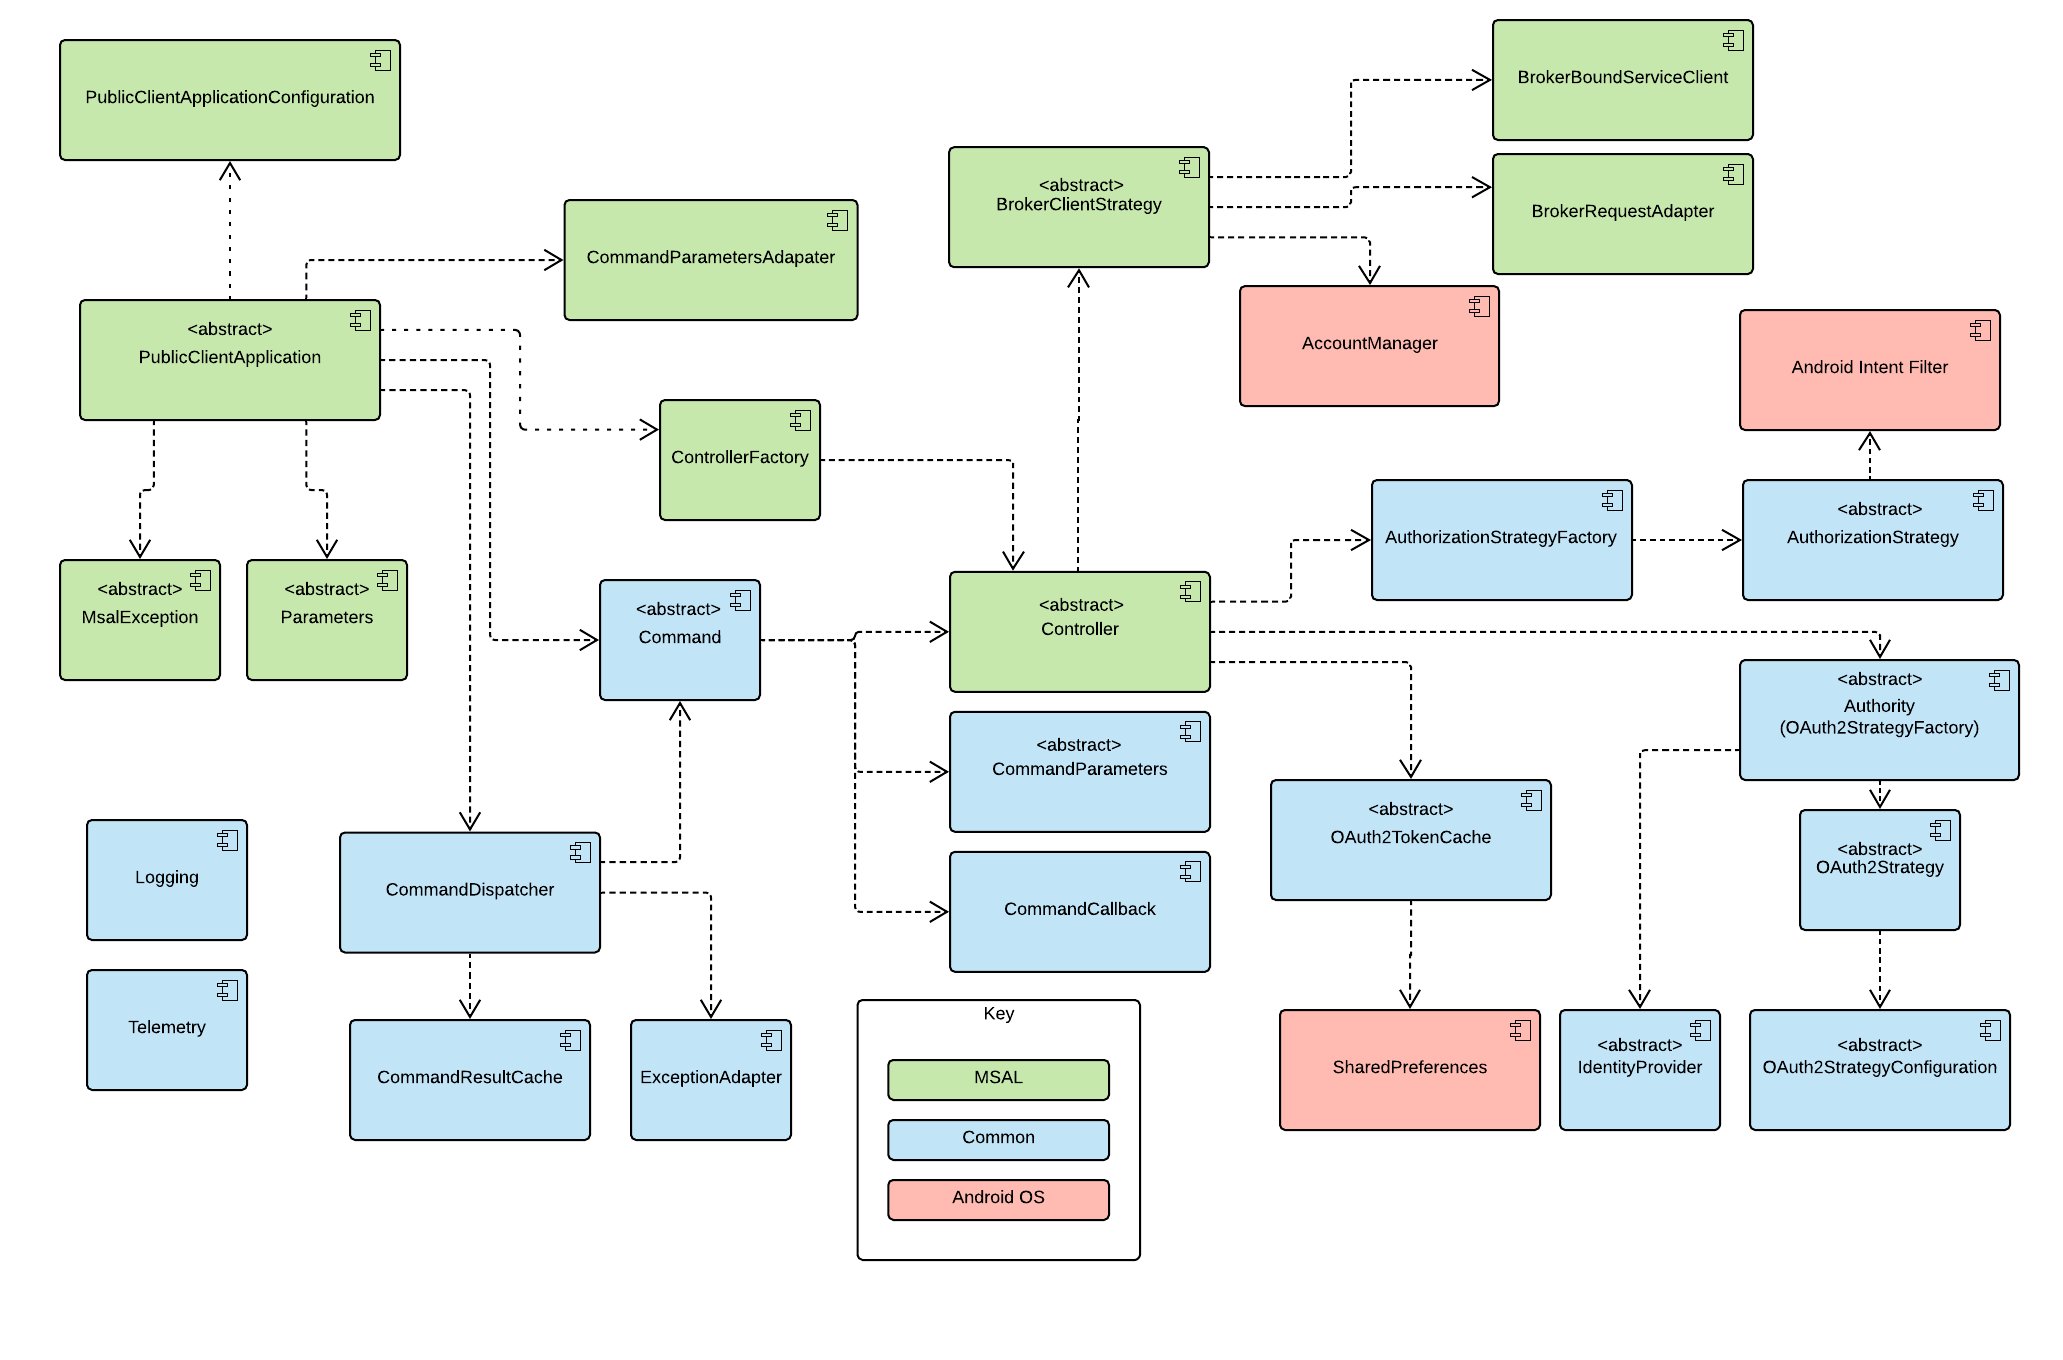 PublicClientApplicationConfiguration
BrokerBoundServiceClient
<abstract>
BrokerClientStrategy
BrokerRequestAdapter
CommandParametersAdapater
<abstract>
PublicClientApplication
AccountManager
Android Intent Filter
ControllerFactory
AuthorizationStrategyFactory
<abstract>
AuthorizationStrategy
<abstract>
MsalException
<abstract>
Parameters
<abstract>
Command
<abstract>
Controller
<abstract>
Authority
(OAuth2StrategyFactory)
<abstract>
CommandParameters
<abstract>
OAuth2TokenCache
<abstract>
OAuth2Strategy
Logging
CommandDispatcher
CommandCallback
Telemetry
CommandResultCache
ExceptionAdapter
SharedPreferences
<abstract>
IdentityProvider
<abstract>
OAuth2StrategyConfiguration
Key
MSAL
Common
Android OS